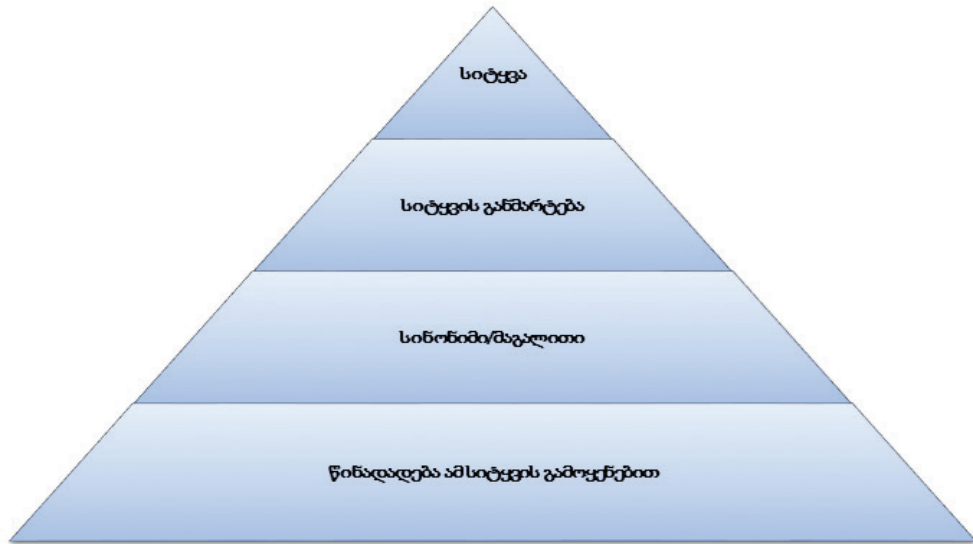 სიტყვა
სიტყვის განმარტება
სინონიმი/მაგალითი
წინადადება ამ სიტყვის გამოყენებით